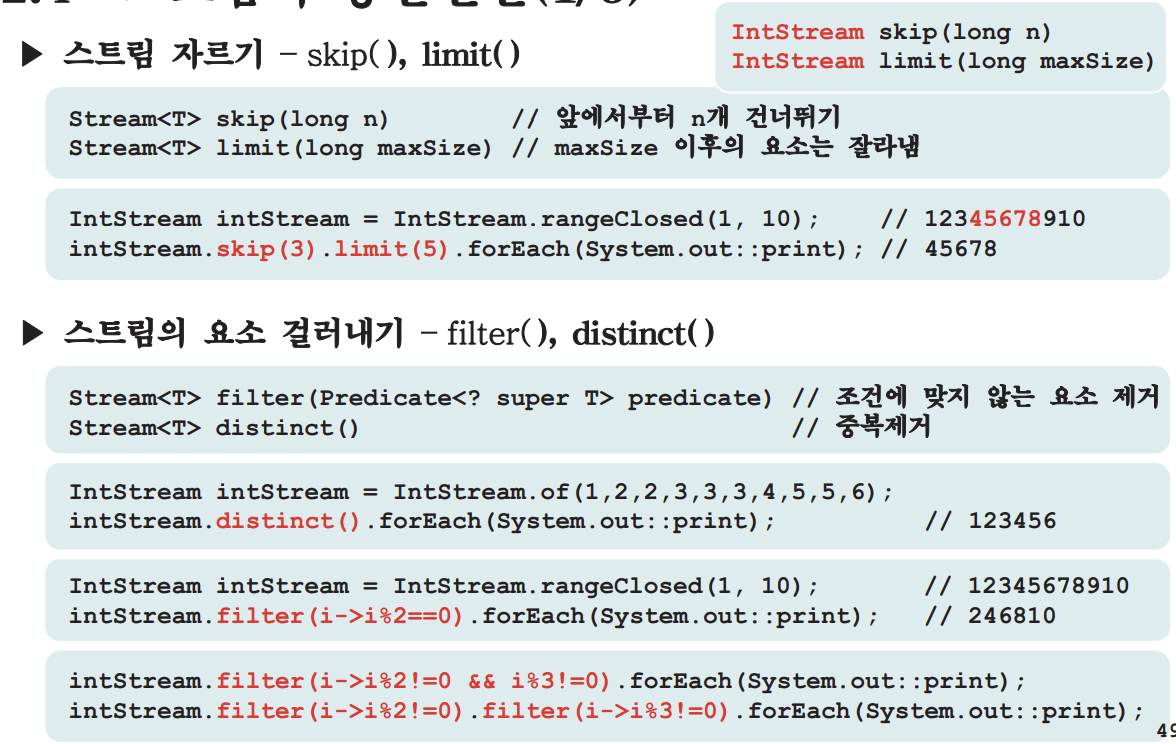 ▶ 스트림 자르기 – skip(), limit()
IntStream skip(long n)
IntStream limit(long maxSize)
Stream<T> skip(long n) // 앞에서부터 n개 건너뛰기
Stream<T> limit(long maxSize) // maxSize 이후의 요소는 잘라냄
IntStream intStream = IntStream.rangeClosed(1, 10); // 12345678910
intStream.skip(3).limit(5).forEach(System.out::print); // 45678
▶ 스트림의 요소 걸러내기 – filter(), distinct()
Stream<T> filter(Predicate<? super T> predicate) // 조건에 맞지 않는 요소 제거
Stream<T> distinct() // 중복제거
IntStream intStream = IntStream.of(1,2,2,3,3,3,4,5,5,6);
intStream.distinct().forEach(System.out::print); // 123456
IntStream intStream = IntStream.rangeClosed(1, 10); // 12345678910
intStream.filter(i->i%2==0).forEach(System.out::print); // 246810
intStream.filter(i->i%2!=0 && i%3!=0).forEach(System.out::print);
intStream.filter(i->i%2!=0).filter(i->i%3!=0).forEach(System.out::print);